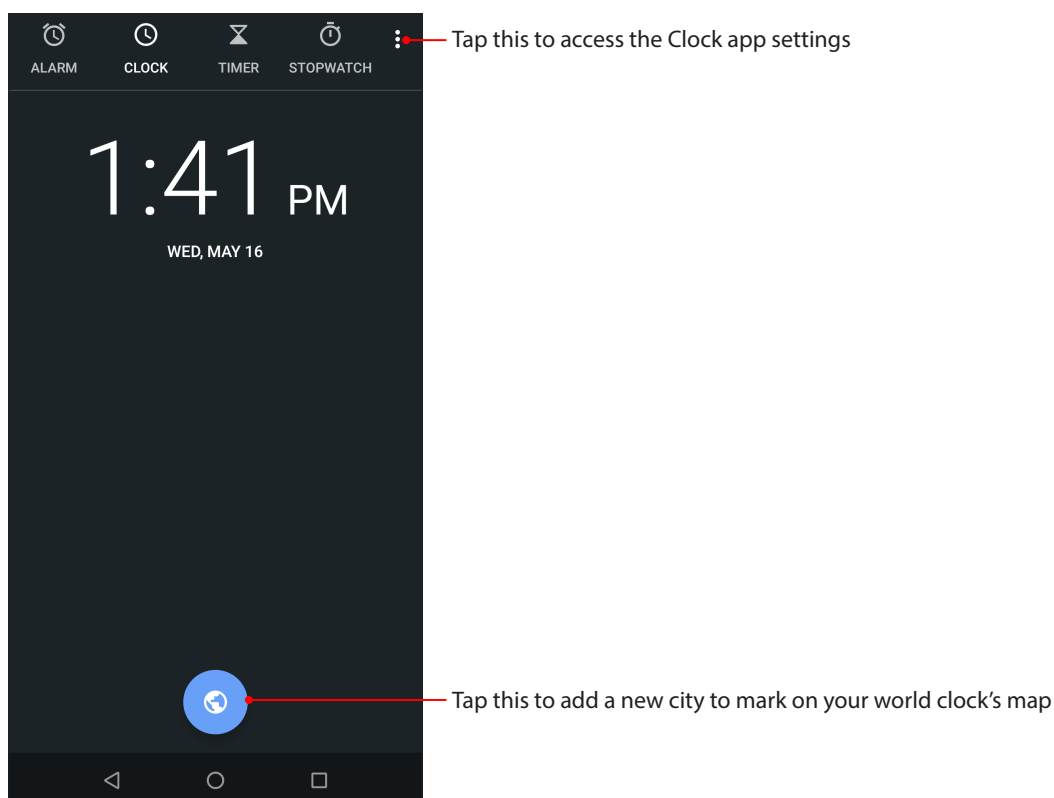 Tap this to access the Clock app settings
ALARM CLOCK TIMER STOPWATCH
1:41 PM
WED, MAY 16
Tap this to add a new city to mark on your world clock’s map